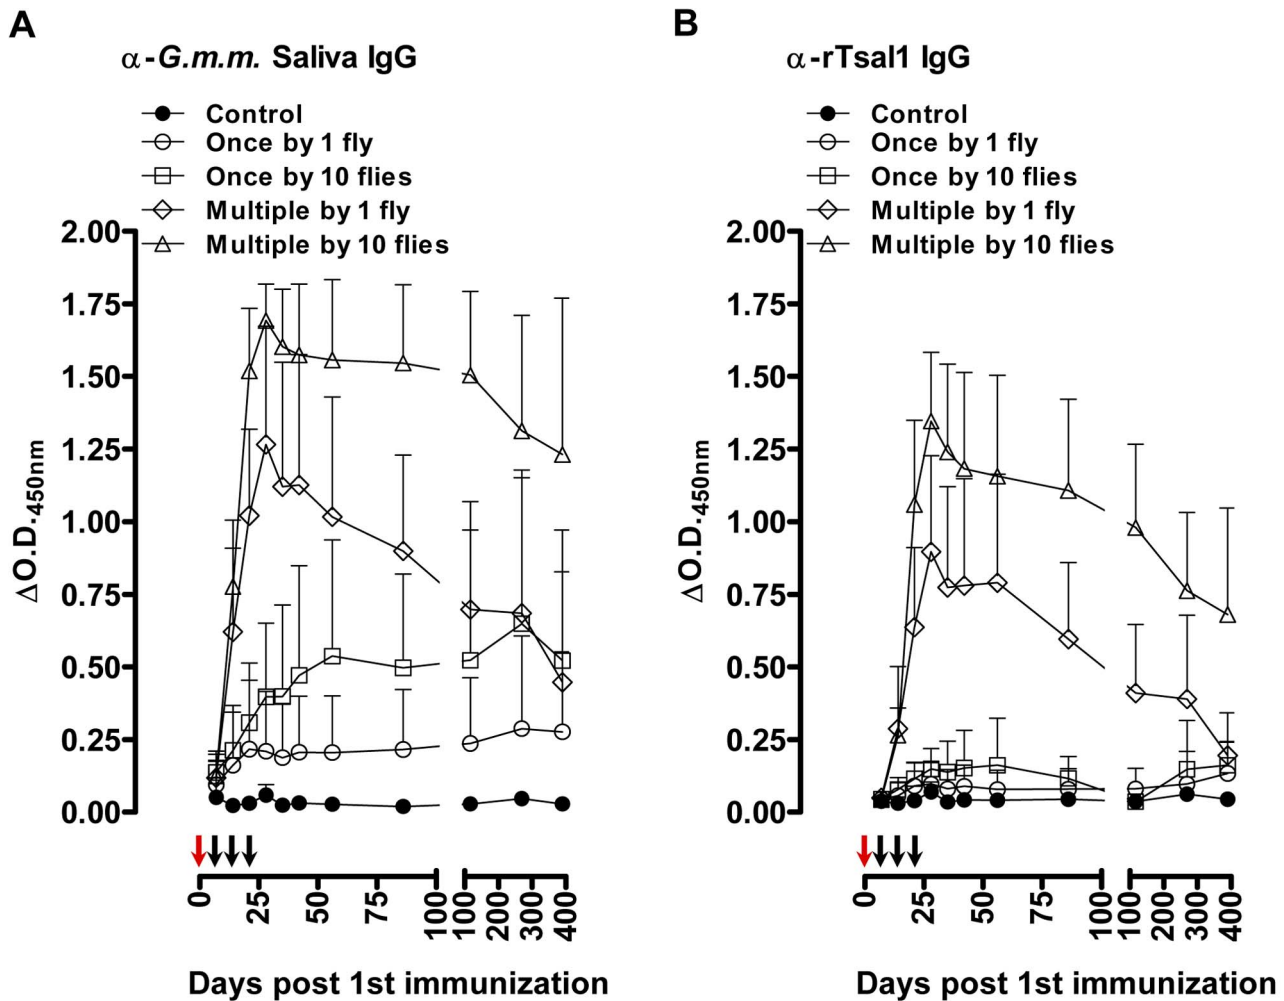 A
α-G.m.m. Saliva IgG
Control
Once by 1 fly
Once by 10 flies
Multiple by 1 fly
Multiple by 10 flies
2.00
1.75
1.50
1.25
1.00
0.75
0.50
0.25
0.00
ΔO.D.450nm
0 25 50 75 100 100 200 300 400
Days post 1st immunization
B
α-rTsal1 IgG
Control
Once by 1 fly
Once by 10 flies
Multiple by 1 fly
Multiple by 10 flies
2.00
1.75
1.50
1.25
1.00
0.75
0.50
0.25
0.00
ΔO.D.450nm
0 25 50 75 100 100 200 300 400
Days post 1st immunization